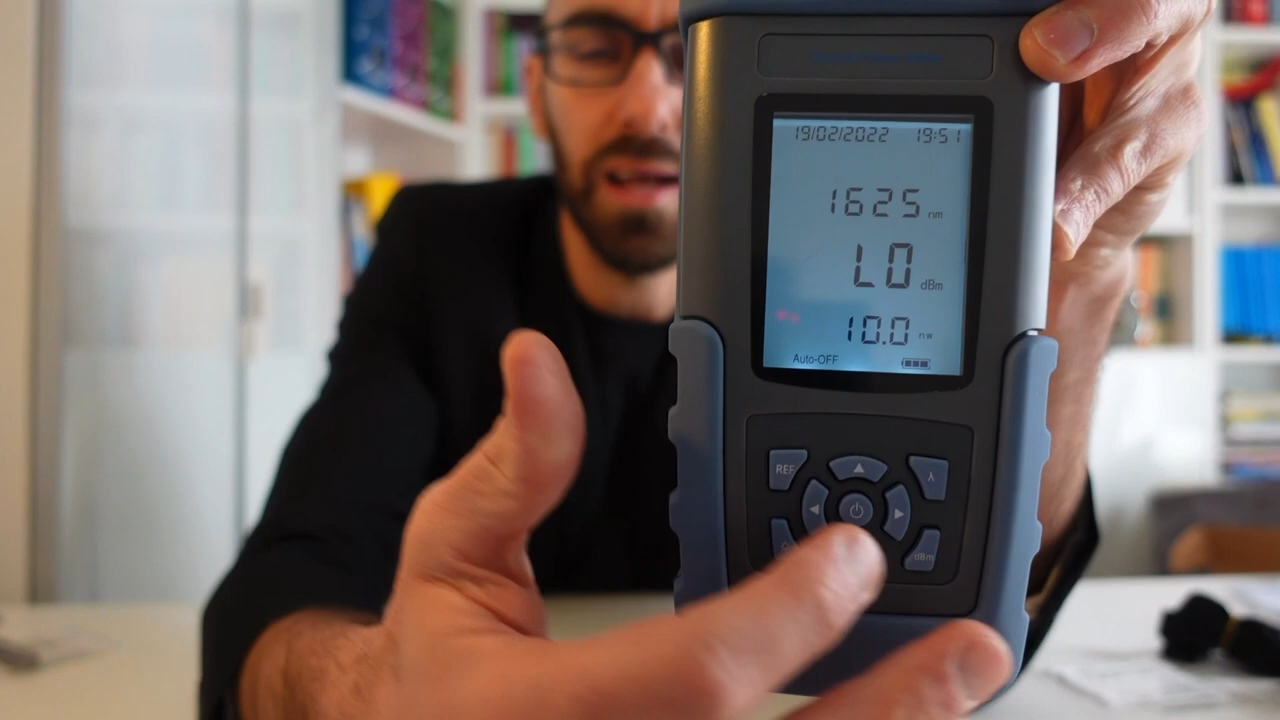 19/02/2022 19:51
1625 nm
LO dBm
10.0 nw
Auto-OFF
REF
λ
dBm